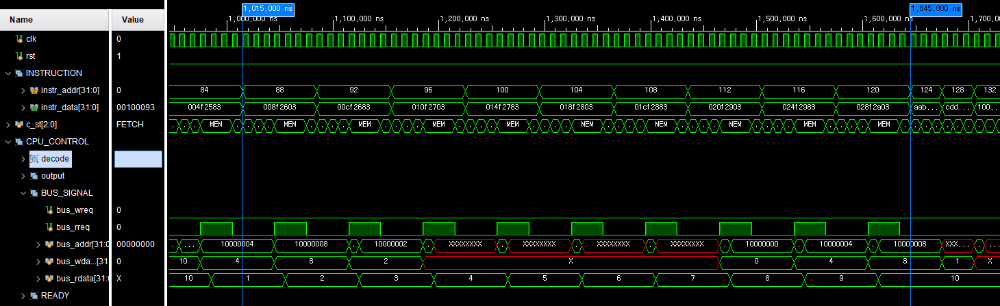 1,015,000 ns 1,645,000 ns
Name Value 1,000,000 ns 1,100,000 ns 1,200,000 ns 1,300,000 ns 1,400,000 ns 1,500,000 ns 1,600,000 ns 1,700,000
clk 0
rst 1
INSTRUCTION
instr_addr[31:0] 0 84 88 92 96 100 104 108 112 116 120 124 128 132
instr_data[31:0] 00100093 004f2583 008f2603 00cf2683 010f2703 014f2783 018f2803 01cf2883 020f2903 024f2983 028f2a03 aab... cdd... 100...
c_st[2:0] FETCH MEM MEM MEM MEM MEM MEM MEM MEM MEM MEM
CPU_CONTROL
decode
output
BUS_SIGNAL
bus_wreq 0
bus_rreq 0
bus_addr[31:0 00000000 ... 10000004 10000008 10000002 XXXXXXXX XXXXXXXX XXXXXXXX XXXXXXXX 10000000 10000004 10000008 XXX... ...
bus_wda...[31 0 10 4 8 2 X 0 4 8 1 X
bus_rdata[31:0 X 10 1 2 3 4 5 6 7 8 9 10
READY